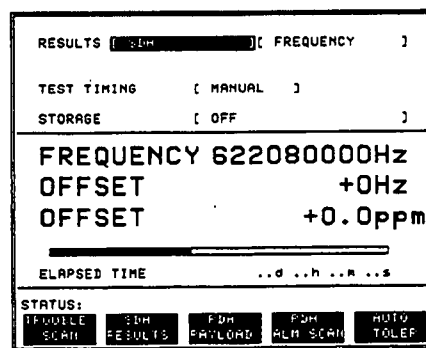 RESULTS [ SDH ][ FREQUENCY ]
TEST TIMING [ MANUAL ]
STORAGE [ OFF ]
FREQUENCY 622080000Hz
OFFSET +0Hz
OFFSET +0.0ppm
ELAPSED TIME ..d ..h ..m ..s
STATUS:
TROUBLE SCAN
SDH RESULTS
PDH PAYLOAD
PDH ALM SCAN
AUTO TOLER